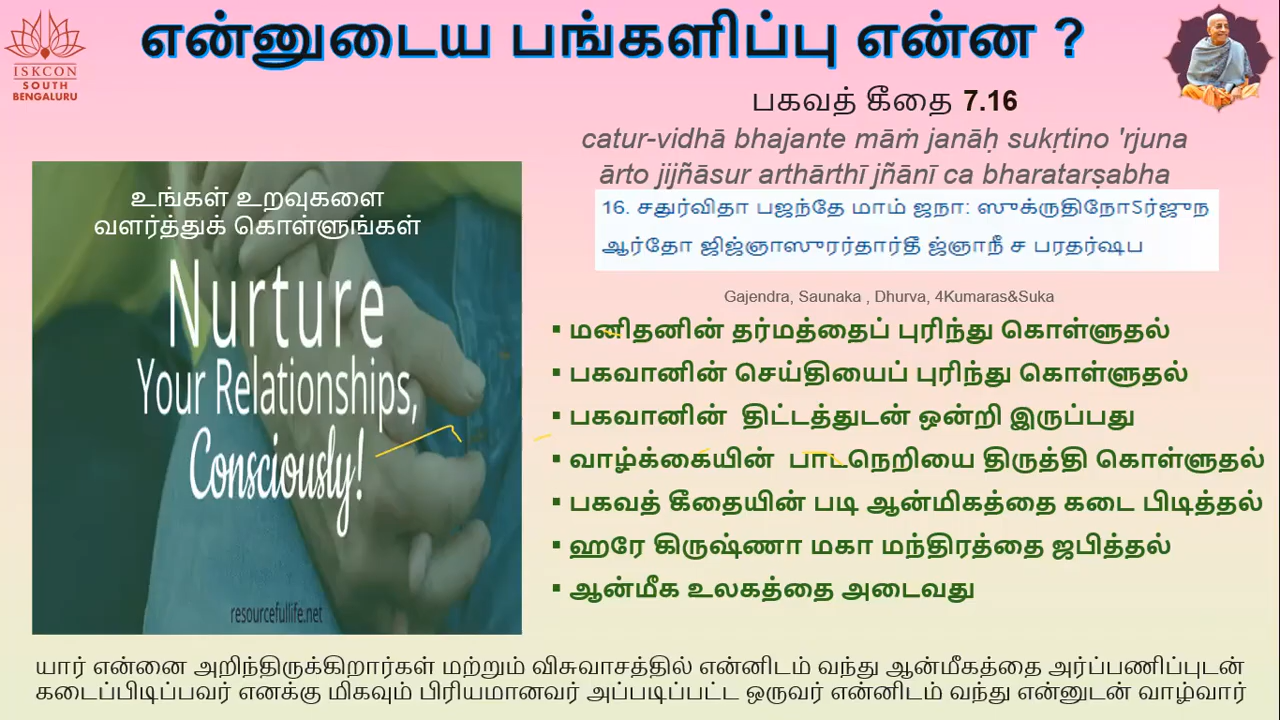 என்னுடைய பங்களிப்பு என்ன ?
ISKCON
SOUTH
BENGALURU
பகவத் கீதை 7.16
catur-vidhā bhajante māṁ janāḥ sukṛtino 'rjuna
ārto jijñāsur arthārthī jñānī ca bharatarṣabha
16. சதுர்விதா பஜந்தே மாம் ஜநா: ஸுக்ருதிநோSர்ஜுந
ஆர்தோ ஜிஜ்ஞாஸுரர்தார்தீ ஜ்ஞாநீ ச பரதர்ஷப
உங்கள் உறவுகளை
வளர்த்துக் கொள்ளுங்கள்
Nurture
Your Relationships,
Consciously!
resourcefullife.net
Gajendra, Saunaka , Dhurva, 4Kumaras&Suka
▪ மனிதனின் தர்மத்தைப் புரிந்து கொள்ளுதல்
▪ பகவானின் செய்தியைப் புரிந்து கொள்ளுதல்
▪ பகவானின் திட்டத்துடன் ஒன்றி இருப்பது
▪ வாழ்க்கையின் பாடநெறியை திருத்தி கொள்ளுதல்
▪ பகவத் கீதையின் படி ஆன்மிகத்தை கடை பிடித்தல்
▪ ஹரே கிருஷ்ணா மகா மந்திரத்தை ஜபித்தல்
▪ ஆன்மீக உலகத்தை அடைவது
யார் என்னை அறிந்திருக்கிறார்கள் மற்றும் விசுவாசத்தில் என்னிடம் வந்து ஆன்மீகத்தை அர்ப்பணிப்புடன்
கடைப்பிடிப்பவர் எனக்கு மிகவும் பிரியமானவர் அப்படிப்பட்ட ஒருவர் என்னிடம் வந்து என்னுடன் வாழ்வார்